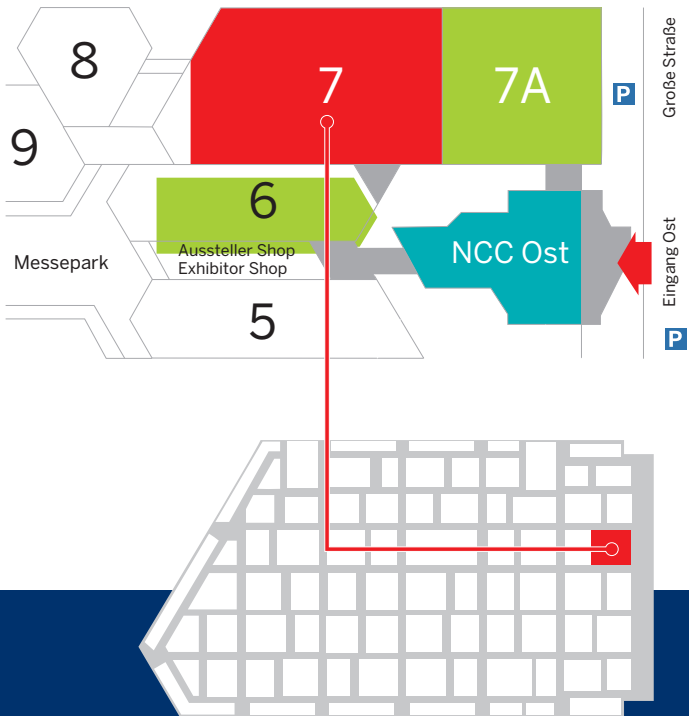 8
7
7A
P
Große Straße
9
6
Messepark
Aussteller Shop
Exhibitor Shop
NCC Ost
Eingang Ost
5
P